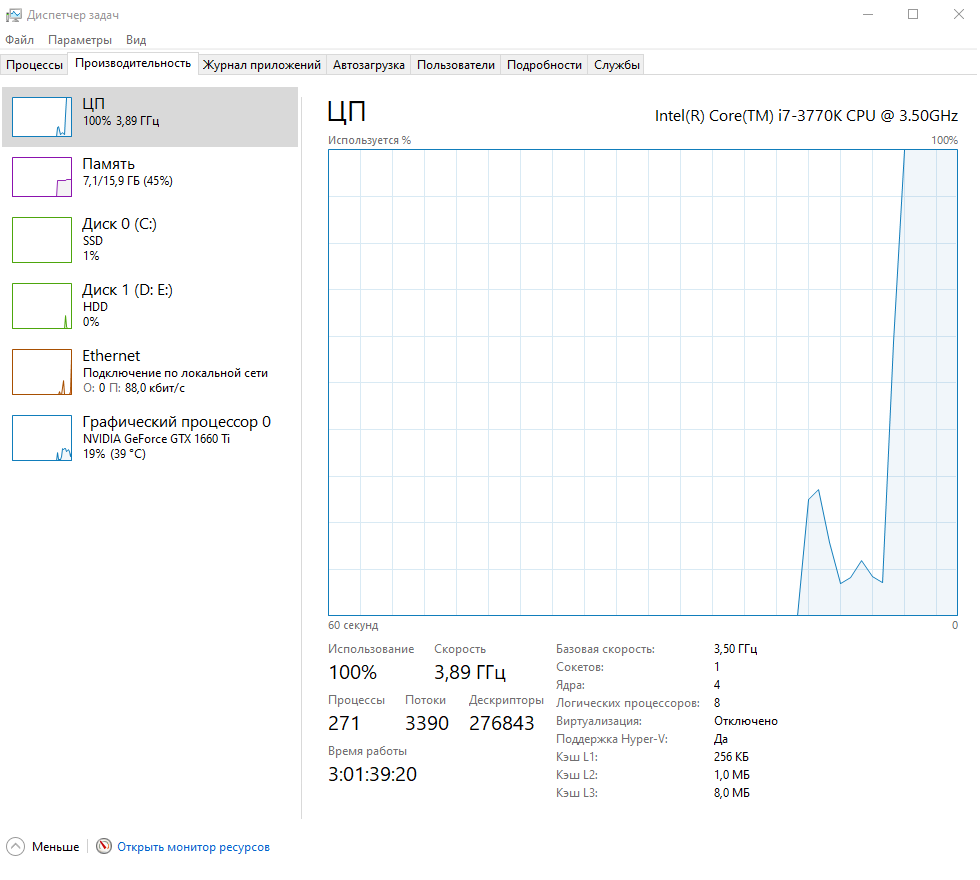 Диспетчер задач
Файл Параметры Вид
Процессы Производительность Журнал приложений Автозагрузка Пользователи Подробности Службы
ЦП
100% 3,89 ГГц
Память
7,1/15,9 ГБ (45%)
Диск 0 (C:)
SSD
1%
Диск 1 (D: E:)
HDD
0%
Ethernet
Подключение по локальной сети
О: 0 П: 88,0 кбит/с
Графический процессор 0
NVIDIA GeForce GTX 1660 Ti
19% (39 °C)
ЦП
Intel(R) Core(TM) i7-3770K CPU @ 3.50GHz
Используется % 100%
60 секунд 0
Использование Скорость
100% 3,89 ГГц
Процессы Потоки Дескрипторы
271 3390 276843
Время работы
3:01:39:20
Базовая скорость: 3,50 ГГц
Сокетов: 1
Ядра: 4
Логических процессоров: 8
Виртуализация: Отключено
Поддержка Hyper-V: Да
Кэш L1: 256 КБ
Кэш L2: 1,0 МБ
Кэш L3: 8,0 МБ
Меньше Открыть монитор ресурсов